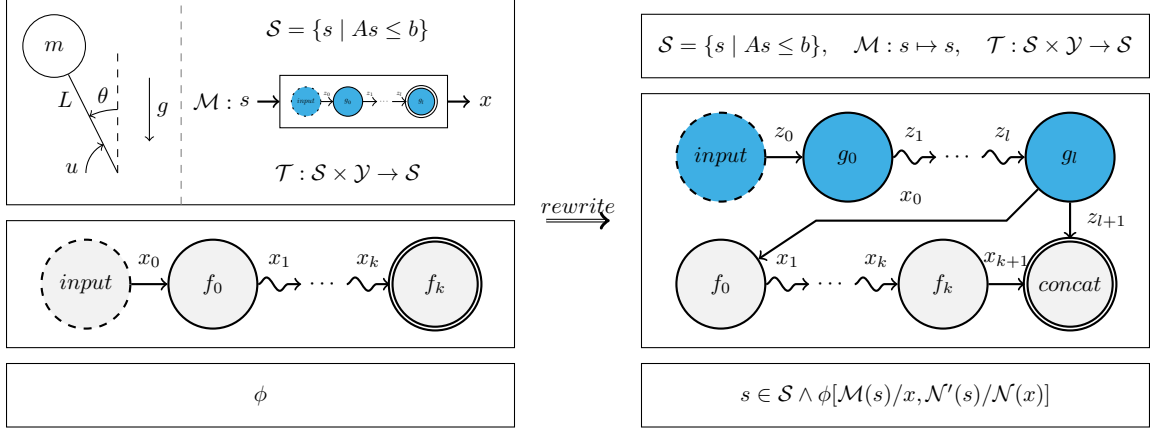 m
L
θ
g
u
𝒮 = {s | As ≤ b}
ℳ : s
input
z₀
g₀
z₁
···
zₗ
gₗ
x
𝒯 : 𝒮 × 𝒴 → 𝒮
input
x₀
f₀
x₁
···
xₖ
fₖ
ϕ
rewrite
𝒮 = {s | As ≤ b}, ℳ : s ↦ s, 𝒯 : 𝒮 × 𝒴 → 𝒮
input
z₀
g₀
z₁
···
zₗ
gₗ
x₀
zₗ₊₁
f₀
x₁
···
xₖ
fₖ
xₖ₊₁
concat
s ∈ 𝒮 ∧ ϕ[ℳ(s)/x, 𝒩′(s)/𝒩(x)]